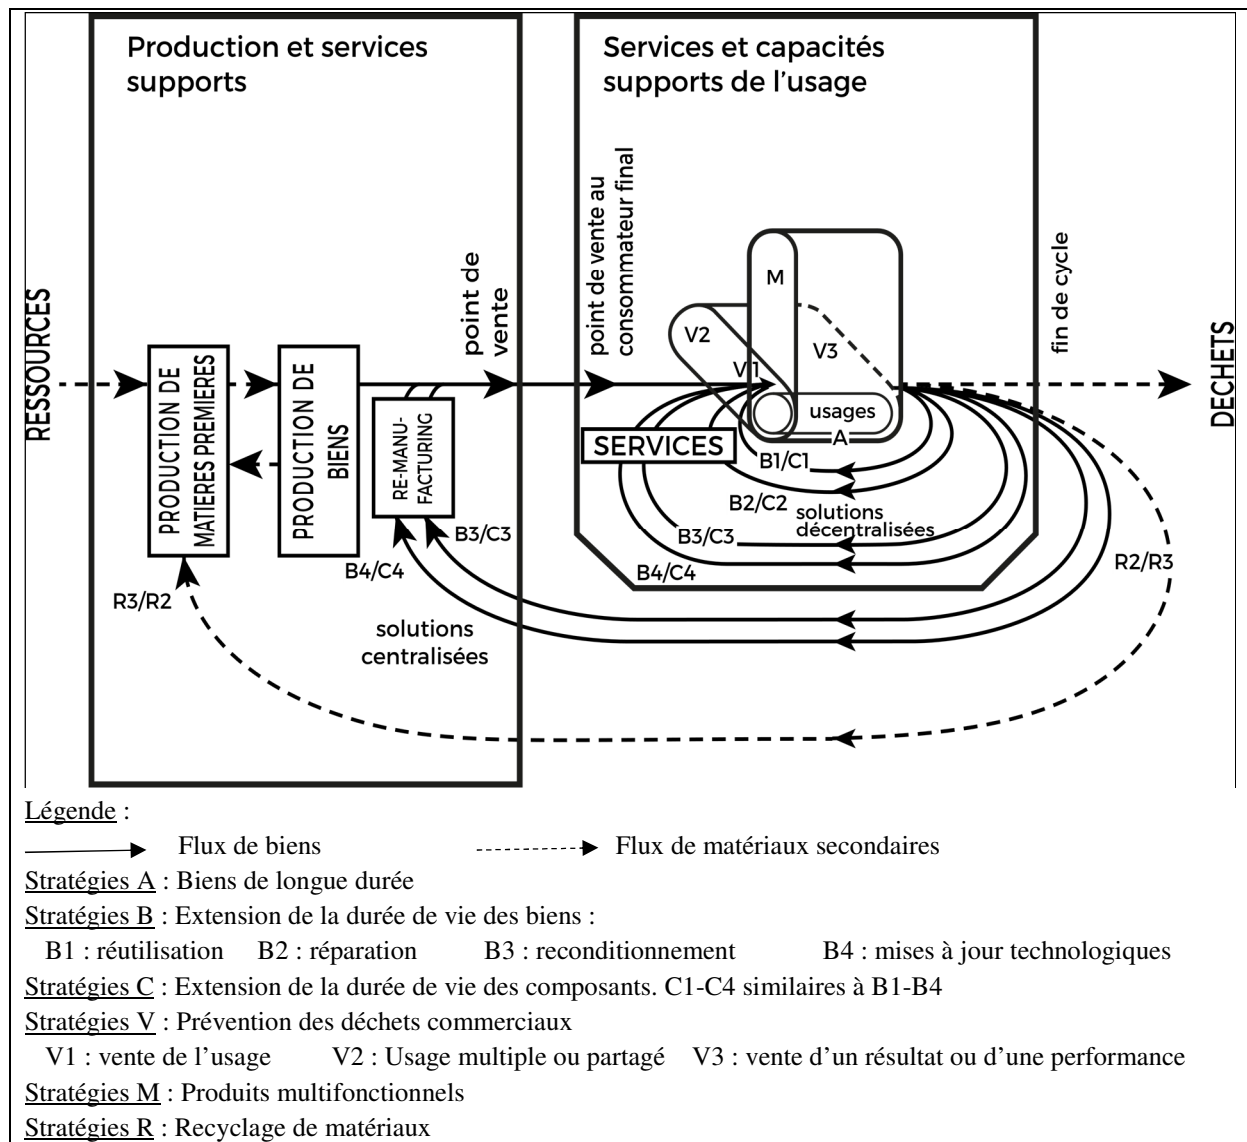 Production et services
supports
Services et capacités
supports de l'usage
RESSOURCES
PRODUCTION DE
MATIERES PREMIERES
PRODUCTION DE
BIENS
RE-MANU-
FACTURING
point de
vente
point de vente au
consommateur final
M
V2
V1
V3
usages
A
SERVICES
B1/C1
B2/C2
solutions
décentralisées
B3/C3
B4/C4
fin de cycle
DECHETS
B3/C3
B4/C4
R3/R2
R2/R3
solutions
centralisées
Légende :
Flux de biens Flux de matériaux secondaires
Stratégies A : Biens de longue durée
Stratégies B : Extension de la durée de vie des biens :
B1 : réutilisation B2 : réparation B3 : reconditionnement B4 : mises à jour technologiques
Stratégies C : Extension de la durée de vie des composants. C1-C4 similaires à B1-B4
Stratégies V : Prévention des déchets commerciaux
V1 : vente de l'usage V2 : Usage multiple ou partagé V3 : vente d'un résultat ou d'une performance
Stratégies M : Produits multifonctionnels
Stratégies R : Recyclage de matériaux